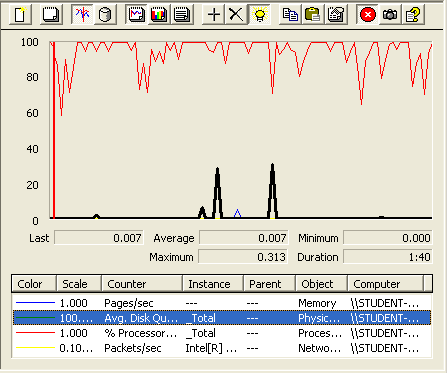 100
80
60
40
20
0
Last 0.007 Average 0.007 Minimum 0.000
Maximum 0.313 Duration 1:40
Color Scale Counter Instance Parent Object Computer
1.000 Pages/sec --- --- Memory \\STUDENT-...
100.... Avg. Disk Qu... _Total --- Physic... \\STUDENT-...
1.000 % Processor... _Total --- Proces... \\STUDENT-...
0.10... Packets/sec Intel[R] ... --- Netwo... \\STUDENT-...